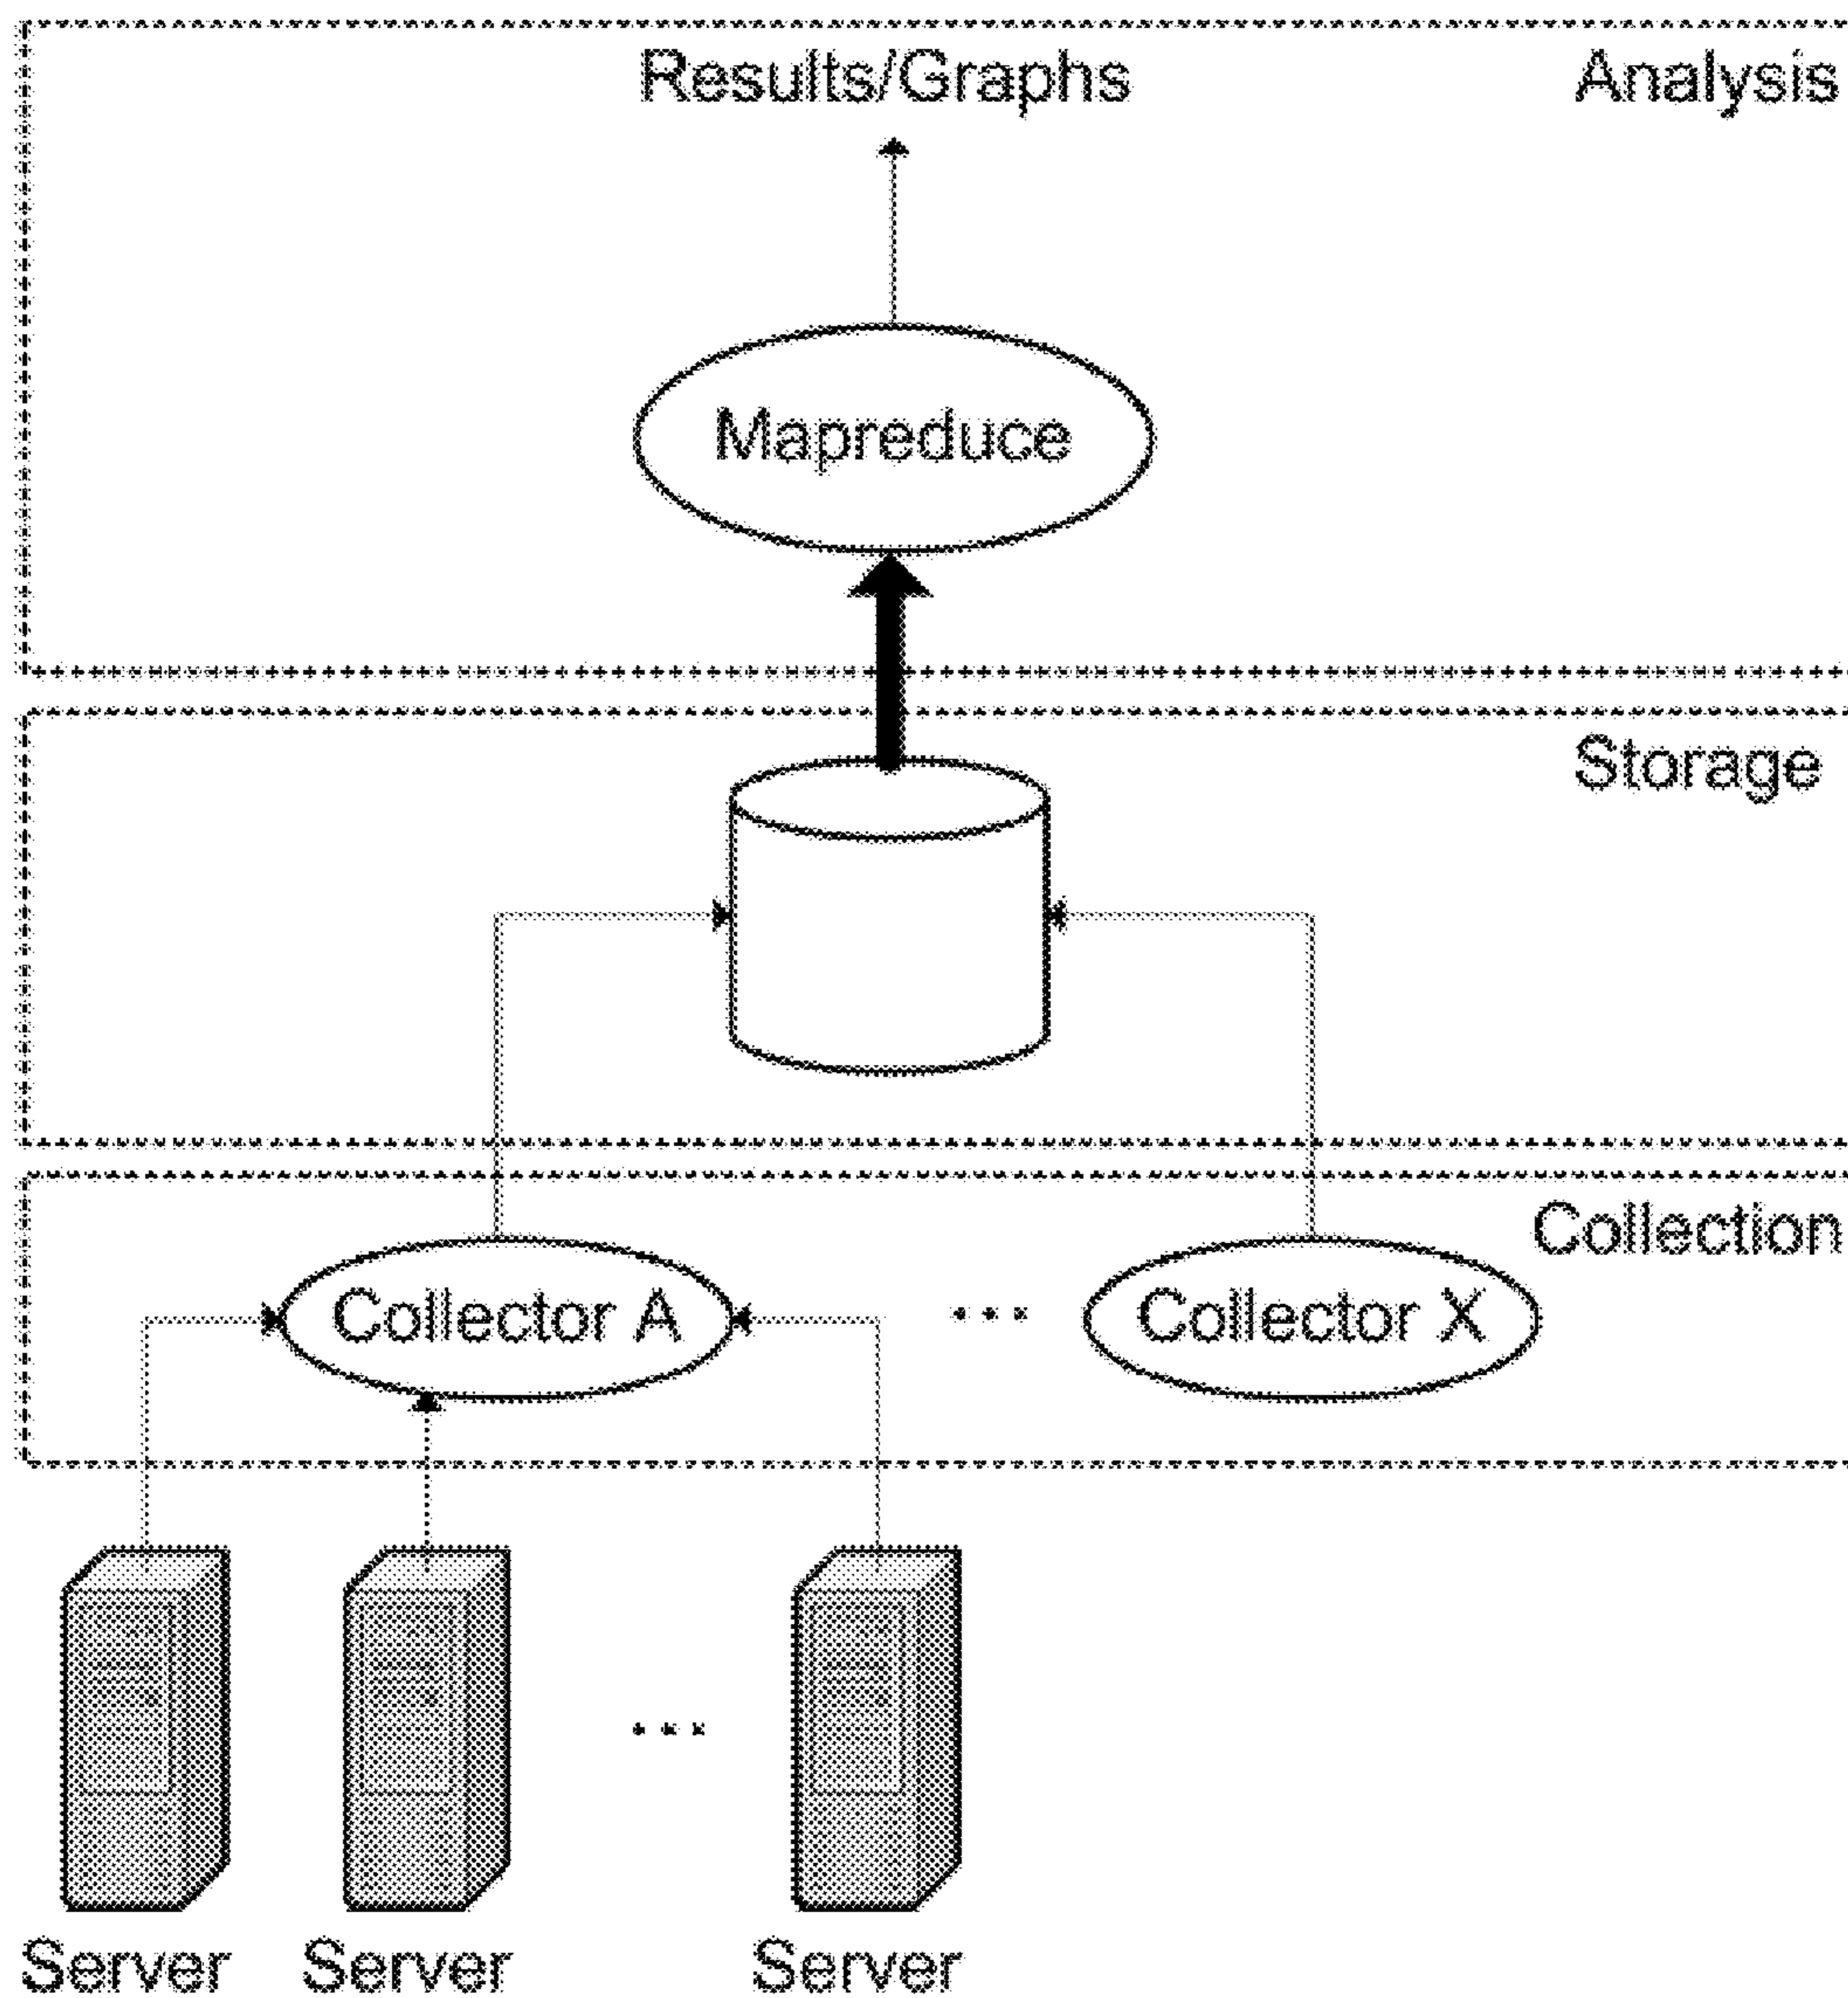 Results/Graphs
Analysis
Mapreduce
Storage
Collection
Collector A
...
Collector X
...
Server
Server
Server